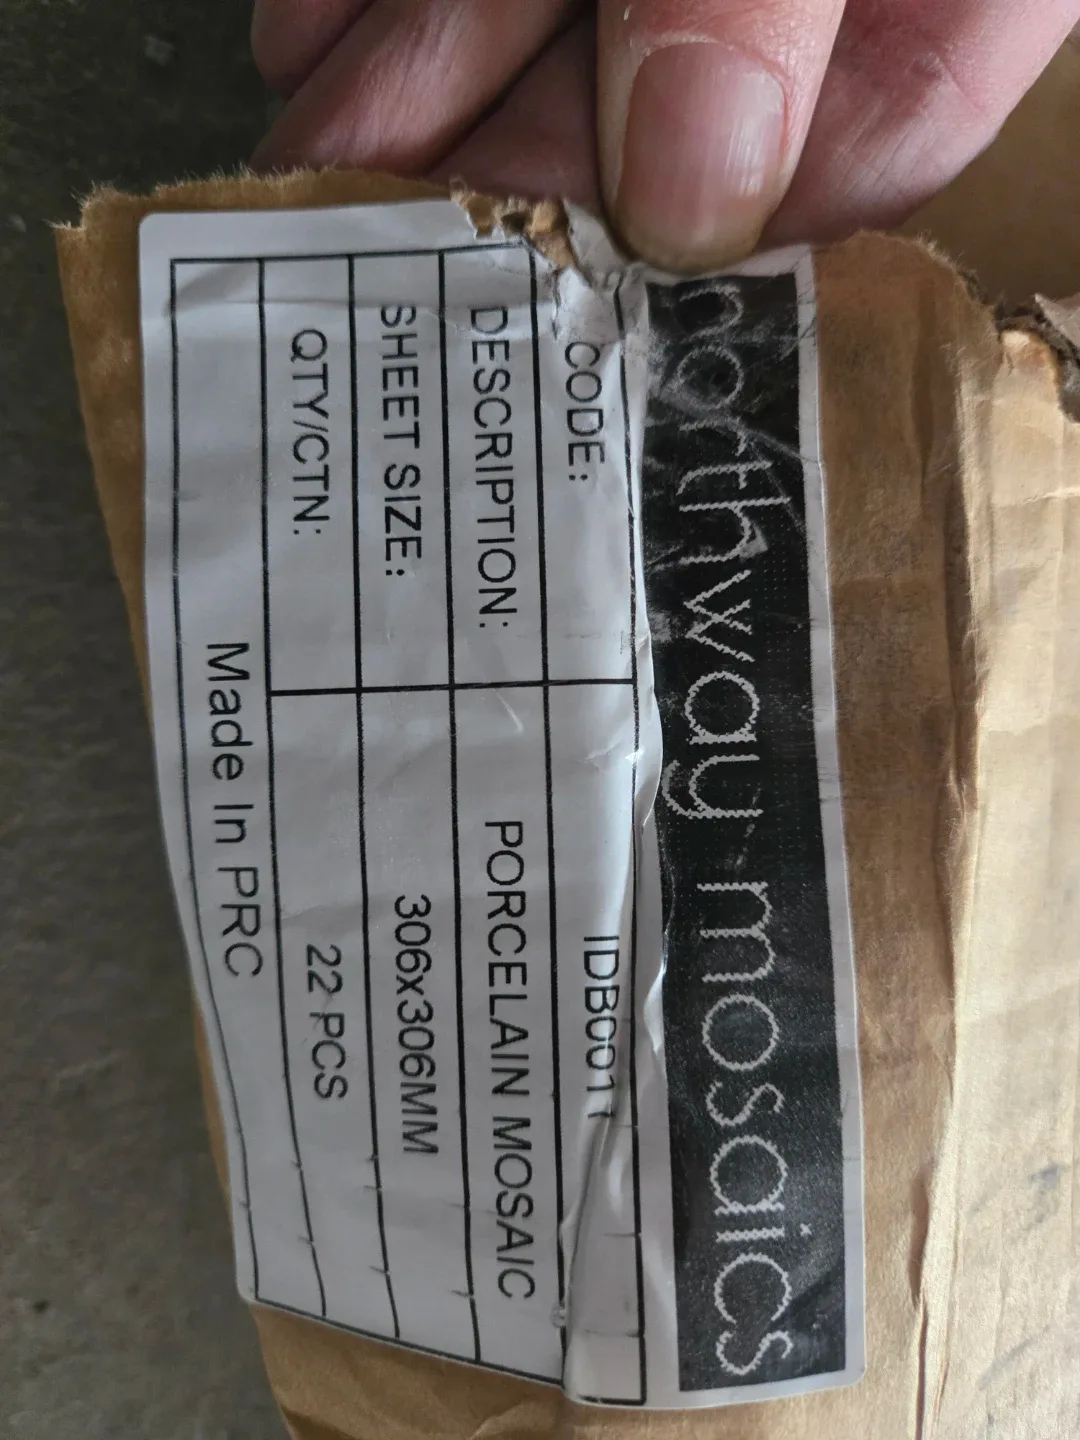 northway mosaics
CODE: IDB0011
DESCRIPTION: PORCELAIN MOSAIC
SHEET SIZE: 306x306MM
QTY/CTN: 22 PCS
Made In PRC